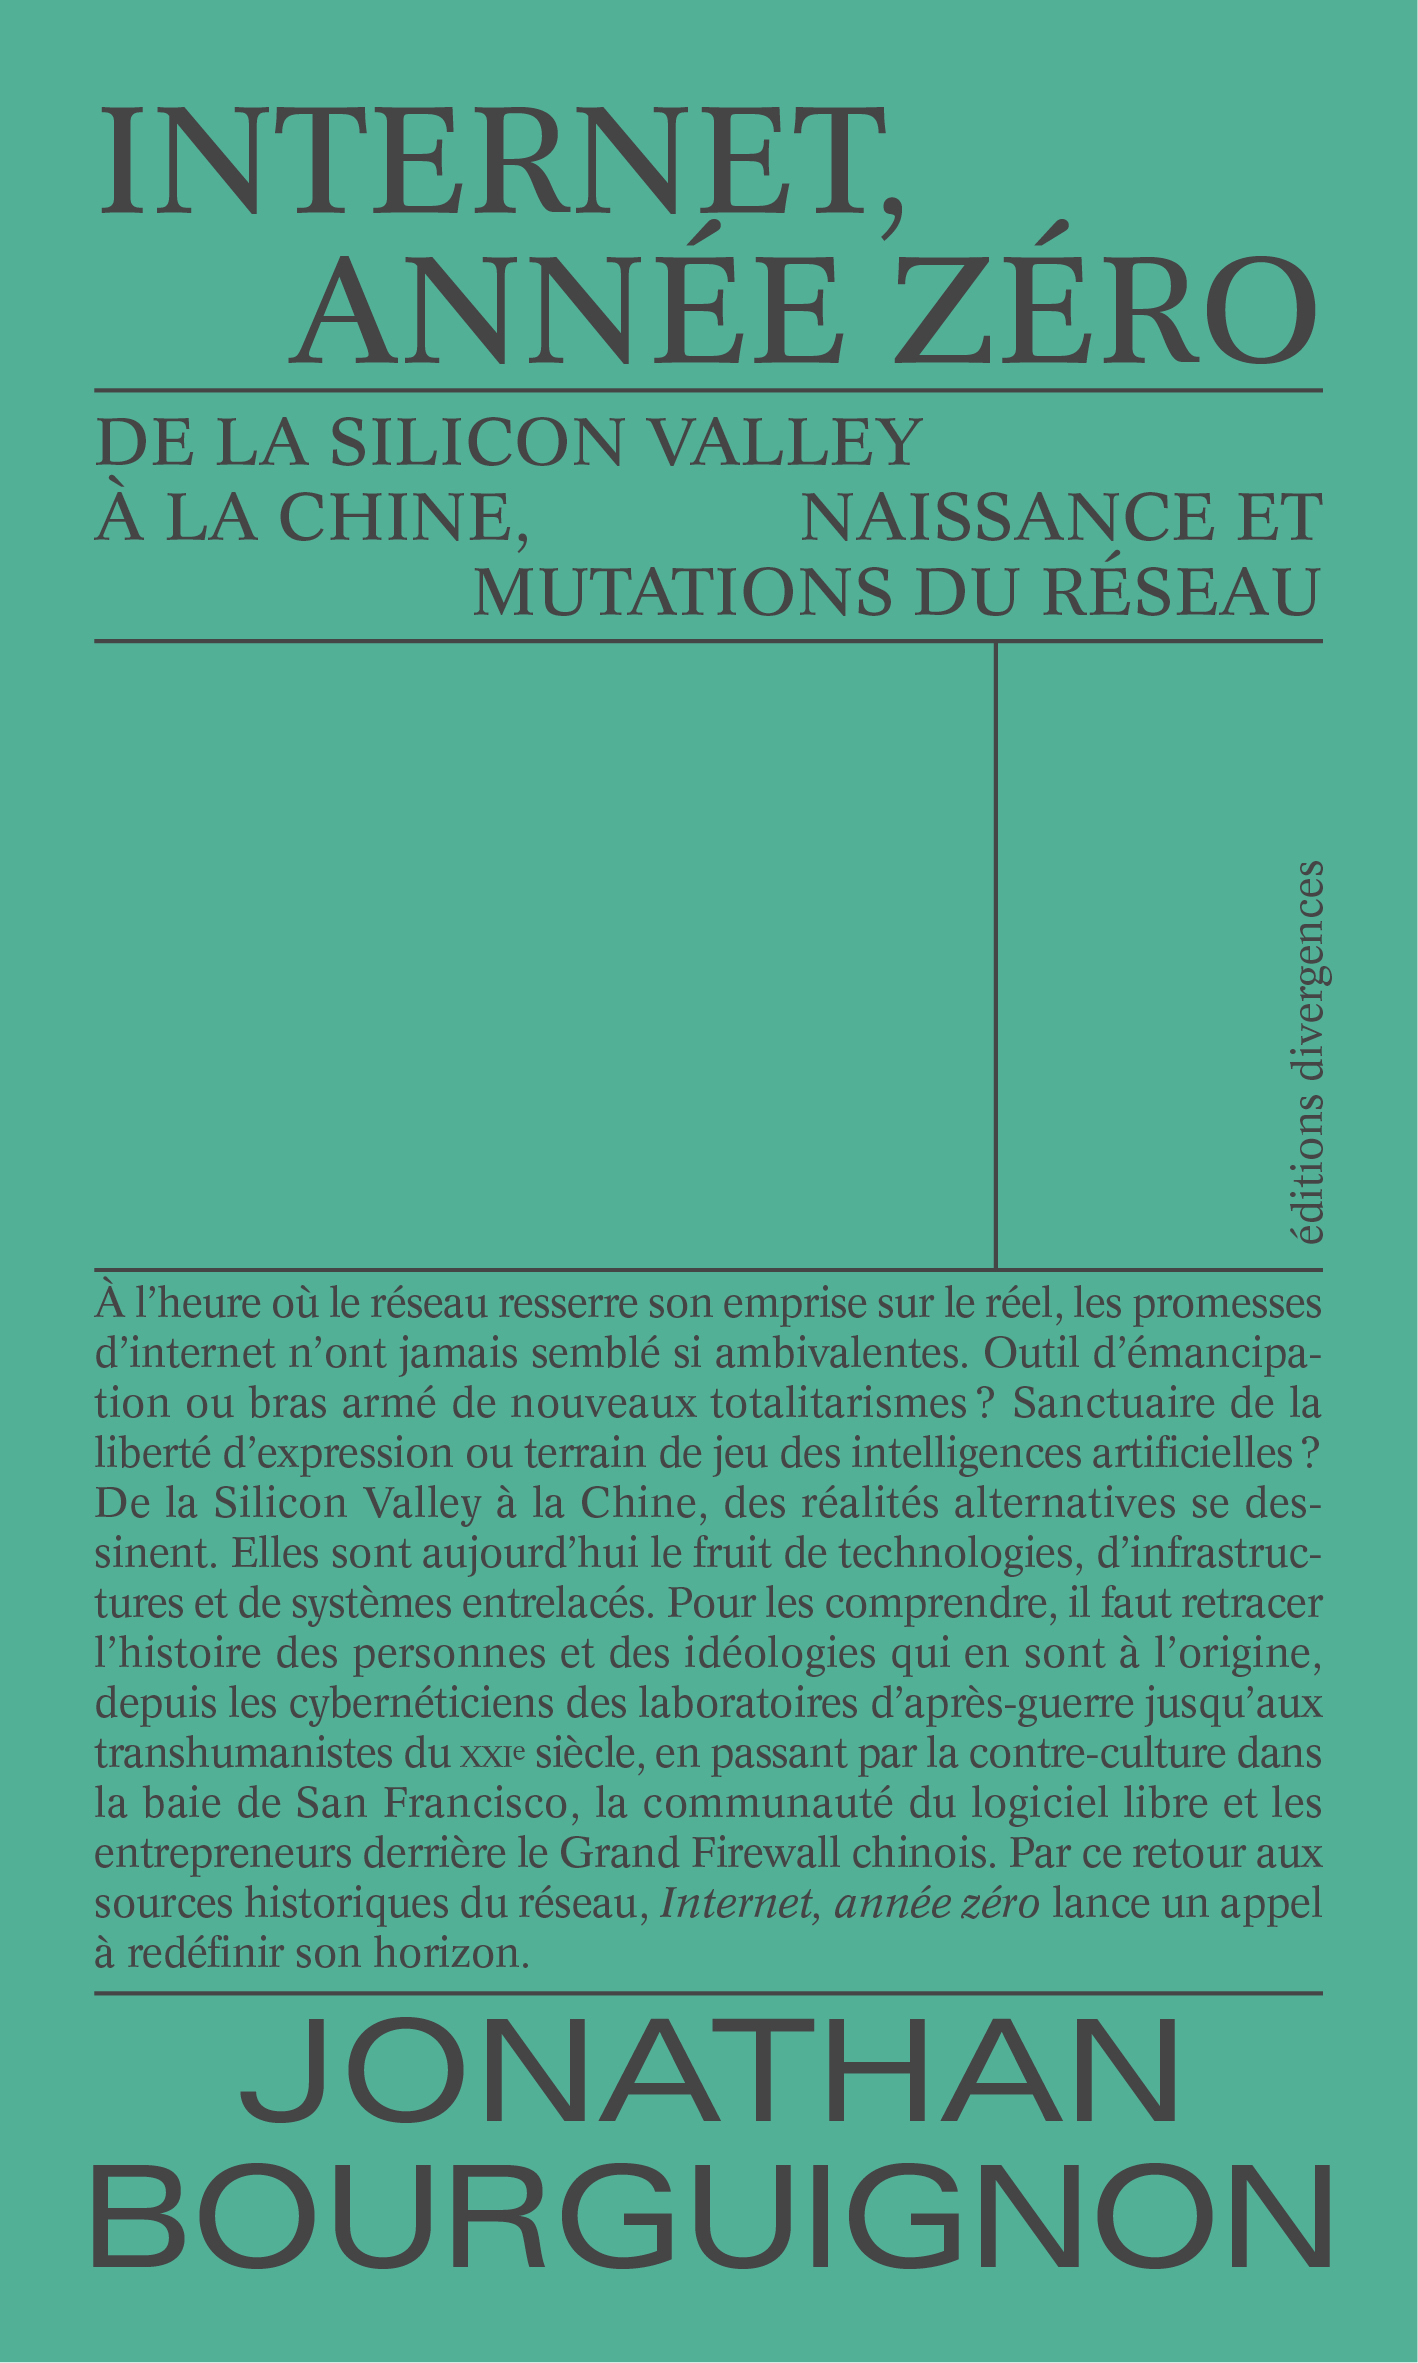 INTERNET,
ANNÉE ZÉRO
DE LA SILICON VALLEY
À LA CHINE, NAISSANCE ET
MUTATIONS DU RÉSEAU
éditions divergences
À l’heure où le réseau resserre son emprise sur le réel, les promesses
d’internet n’ont jamais semblé si ambivalentes. Outil d’émancipa-
tion ou bras armé de nouveaux totalitarismes ? Sanctuaire de la
liberté d’expression ou terrain de jeu des intelligences artificielles ?
De la Silicon Valley à la Chine, des réalités alternatives se des-
sinent. Elles sont aujourd’hui le fruit de technologies, d’infrastruc-
tures et de systèmes entrelacés. Pour les comprendre, il faut retracer
l’histoire des personnes et des idéologies qui en sont à l’origine,
depuis les cybernéticiens des laboratoires d’après-guerre jusqu’aux
transhumanistes du XXIe siècle, en passant par la contre-culture dans
la baie de San Francisco, la communauté du logiciel libre et les
entrepreneurs derrière le Grand Firewall chinois. Par ce retour aux
sources historiques du réseau, Internet, année zéro lance un appel
à redéfinir son horizon.
JONATHAN
BOURGUIGNON